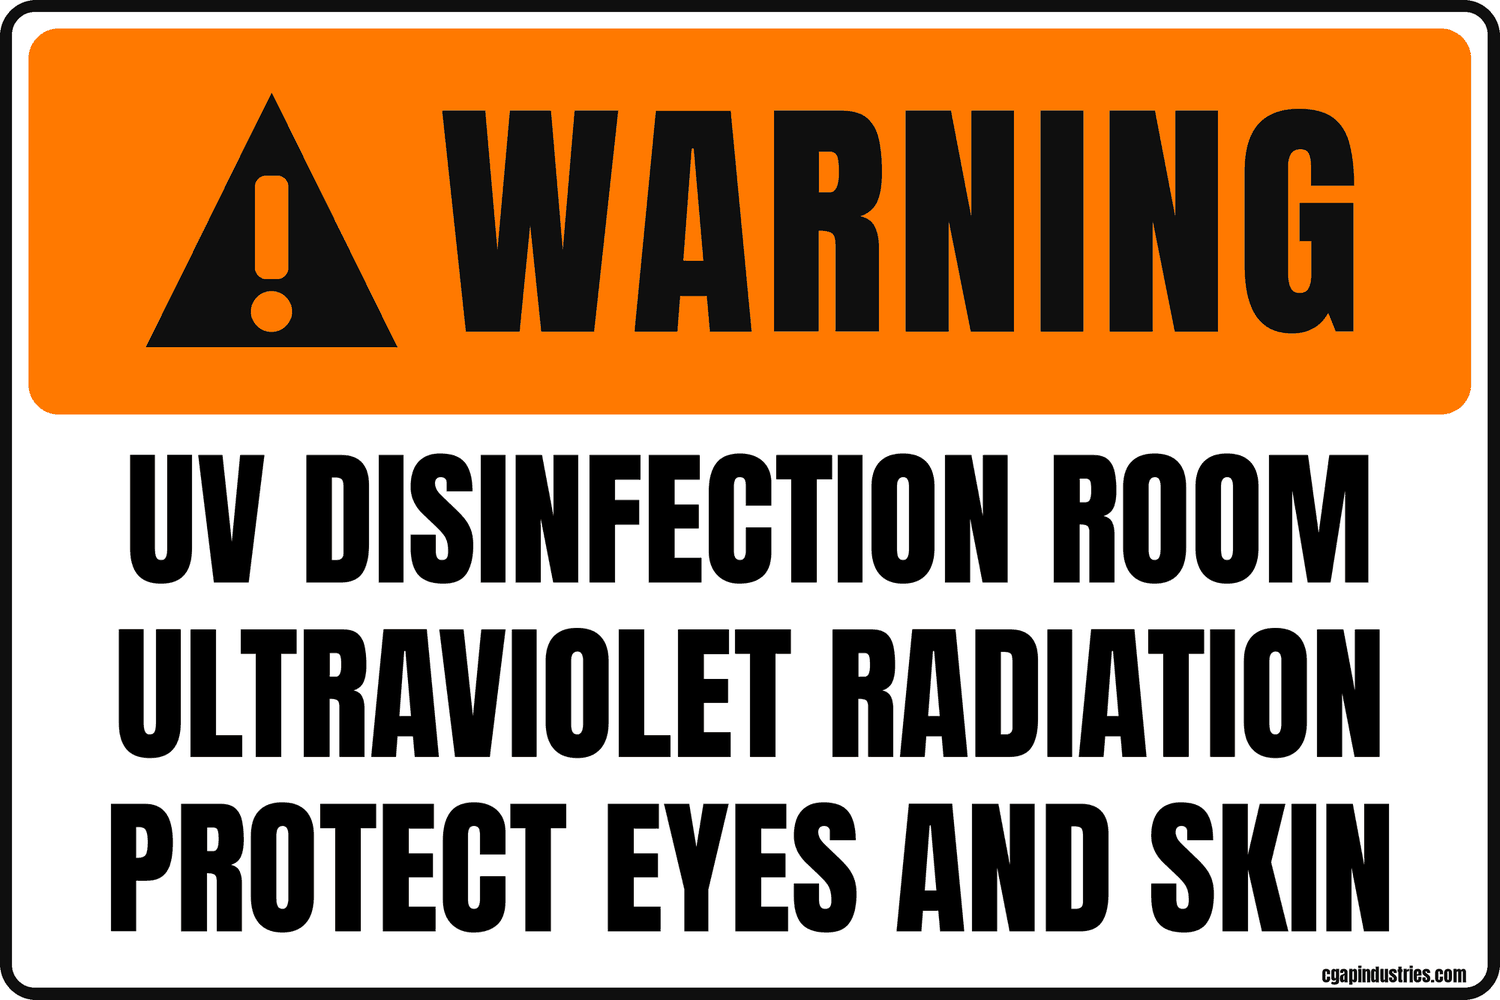 WARNING
UV DISINFECTION ROOM
ULTRAVIOLET RADIATION
PROTECT EYES AND SKIN
cgapindustries.com